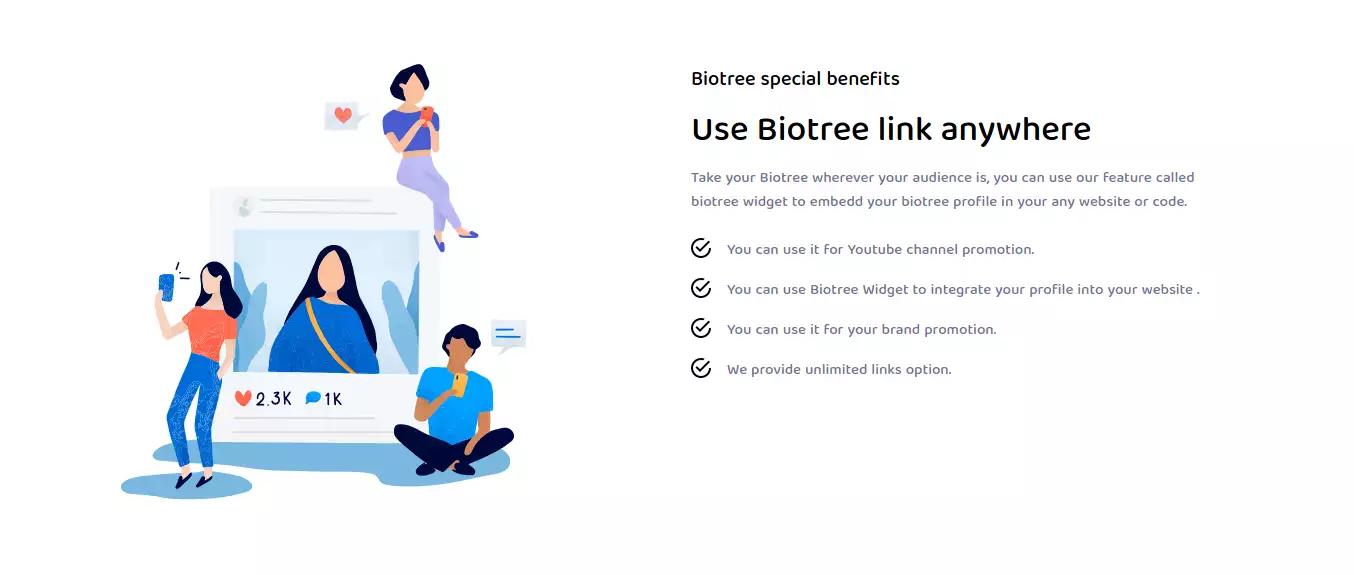 Biotree special benefits
Use Biotree link anywhere
Take your Biotree wherever your audience is, you can use our feature called
biotree widget to embedd your biotree profile in your any website or code.
You can use it for Youtube channel promotion.
You can use Biotree Widget to integrate your profile into your website .
You can use it for your brand promotion.
We provide unlimited links option.
2.3K 1K